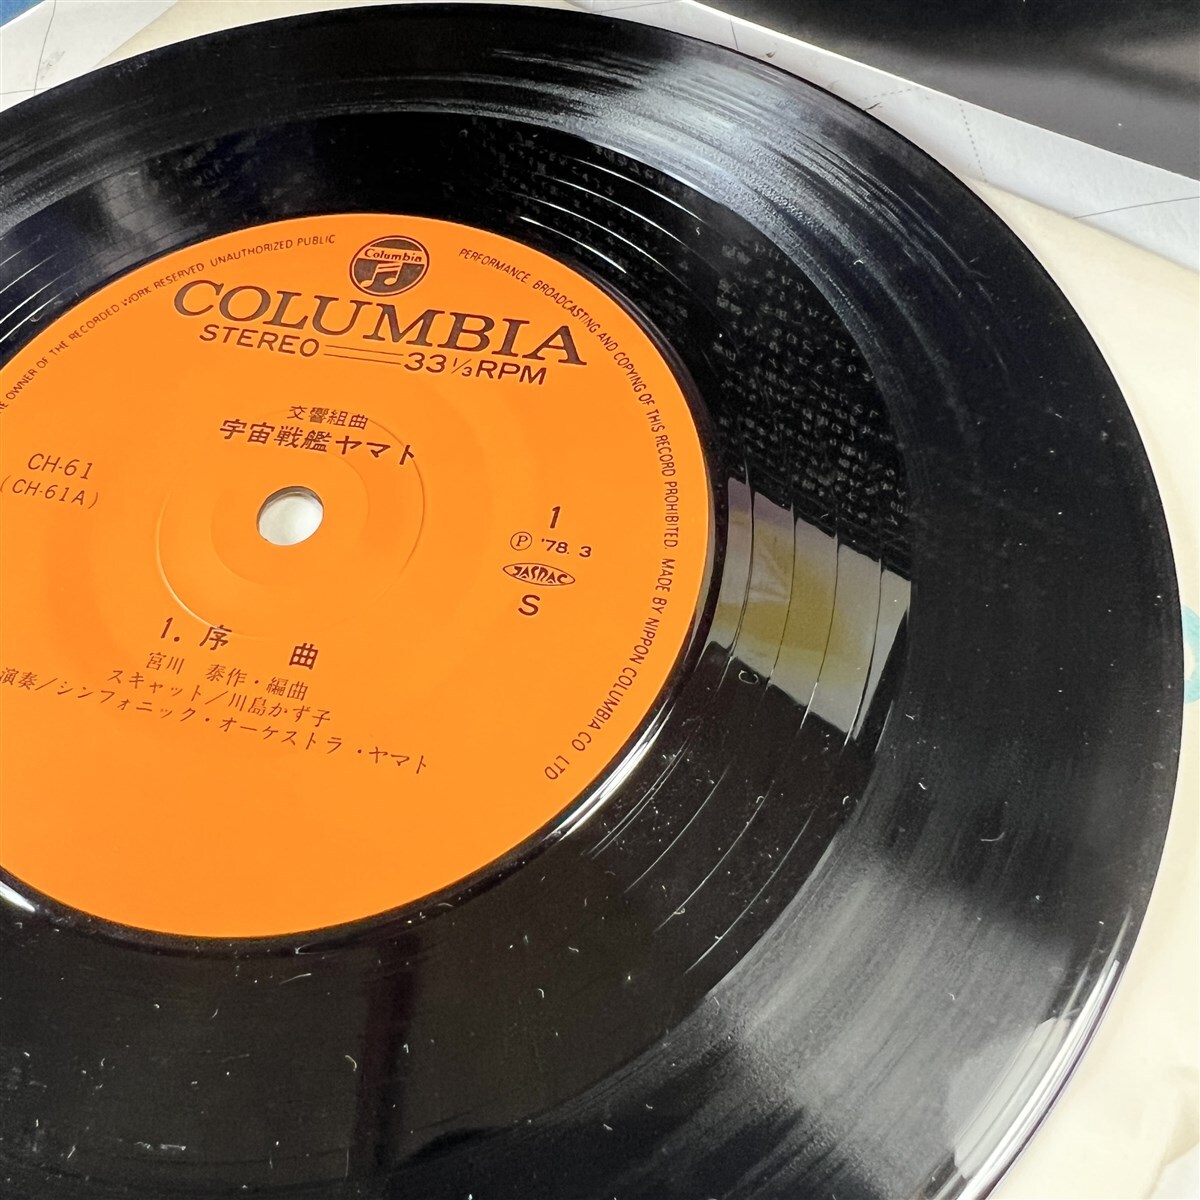 OWNER OF THE RECORDED WORK RESERVED. UNAUTHORIZED PUBLIC PERFORMANCE, BROADCASTING AND COPYING OF THIS RECORD PROHIBITED. MADE BY NIPPON COLUMBIA CO. LTD
Columbia
COLUMBIA
STEREO 33 1/3 RPM
交響組曲
宇宙戦艦ヤマト
CH-61
(CH-61A)
1
Ⓟ '78. 3
JASRAC
S
1. 序 曲
宮川 泰作・編曲
スキャット/川島かず子
演奏/シンフォニック・オーケストラ・ヤマト